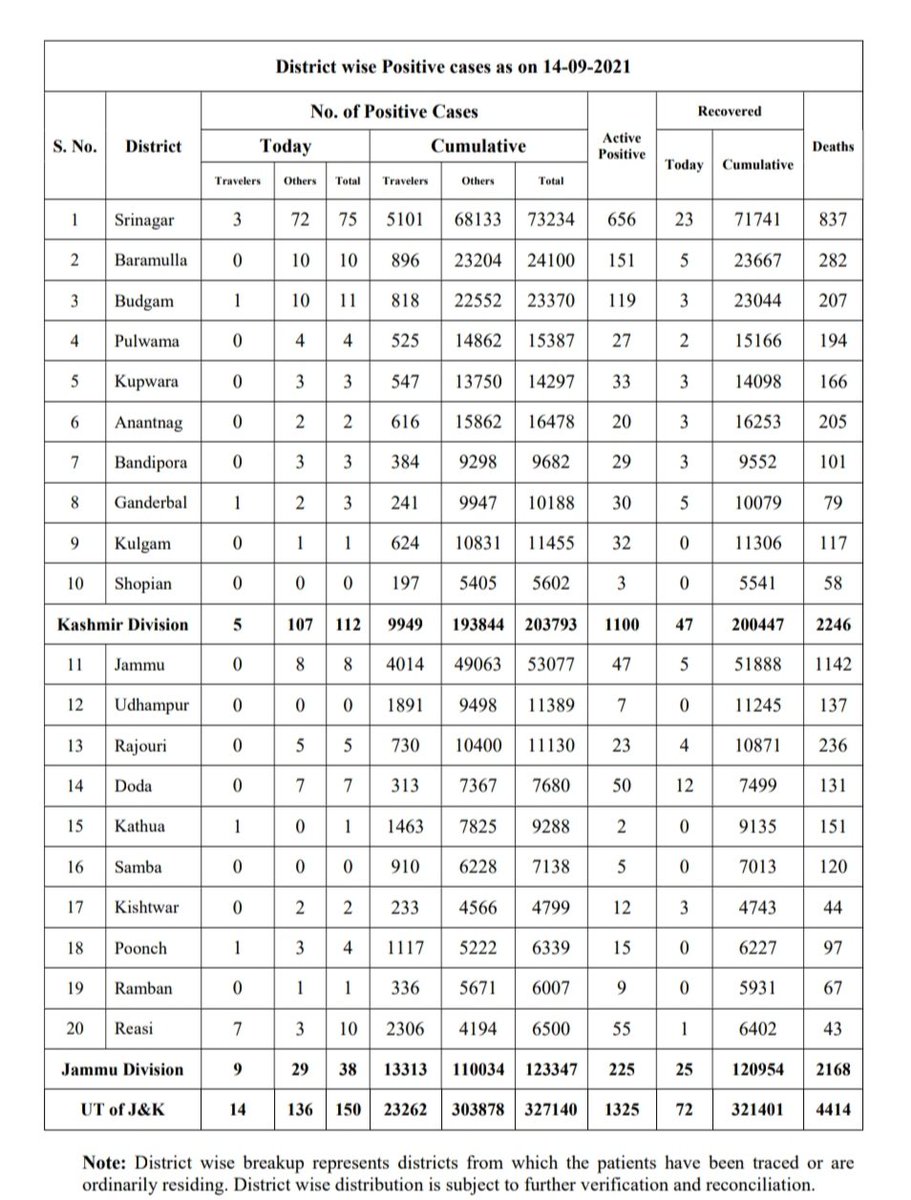 District wise Positive cases as on 14-09-2021
S. No. District No. of Positive Cases Active Positive Recovered Deaths
Today Cumulative Today Cumulative
Travelers Others Total Travelers Others Total
1 Srinagar 3 72 75 5101 68133 73234 656 23 71741 837
2 Baramulla 0 10 10 896 23204 24100 151 5 23667 282
3 Budgam 1 10 11 818 22552 23370 119 3 23044 207
4 Pulwama 0 4 4 525 14862 15387 27 2 15166 194
5 Kupwara 0 3 3 547 13750 14297 33 3 14098 166
6 Anantnag 0 2 2 616 15862 16478 20 3 16253 205
7 Bandipora 0 3 3 384 9298 9682 29 3 9552 101
8 Ganderbal 1 2 3 241 9947 10188 30 5 10079 79
9 Kulgam 0 1 1 624 10831 11455 32 0 11306 117
10 Shopian 0 0 0 197 5405 5602 3 0 5541 58
Kashmir Division 5 107 112 9949 193844 203793 1100 47 200447 2246
11 Jammu 0 8 8 4014 49063 53077 47 5 51888 1142
12 Udhampur 0 0 0 1891 9498 11389 7 0 11245 137
13 Rajouri 0 5 5 730 10400 11130 23 4 10871 236
14 Doda 0 7 7 313 7367 7680 50 12 7499 131
15 Kathua 1 0 1 1463 7825 9288 2 0 9135 151
16 Samba 0 0 0 910 6228 7138 5 0 7013 120
17 Kishtwar 0 2 2 233 4566 4799 12 3 4743 44
18 Poonch 1 3 4 1117 5222 6339 15 0 6227 97
19 Ramban 0 1 1 336 5671 6007 9 0 5931 67
20 Reasi 7 3 10 2306 4194 6500 55 1 6402 43
Jammu Division 9 29 38 13313 110034 123347 225 25 120954 2168
UT of J&K 14 136 150 23262 303878 327140 1325 72 321401 4414
Note: District wise breakup represents districts from which the patients have been traced or are
ordinarily residing. District wise distribution is subject to further verification and reconciliation.